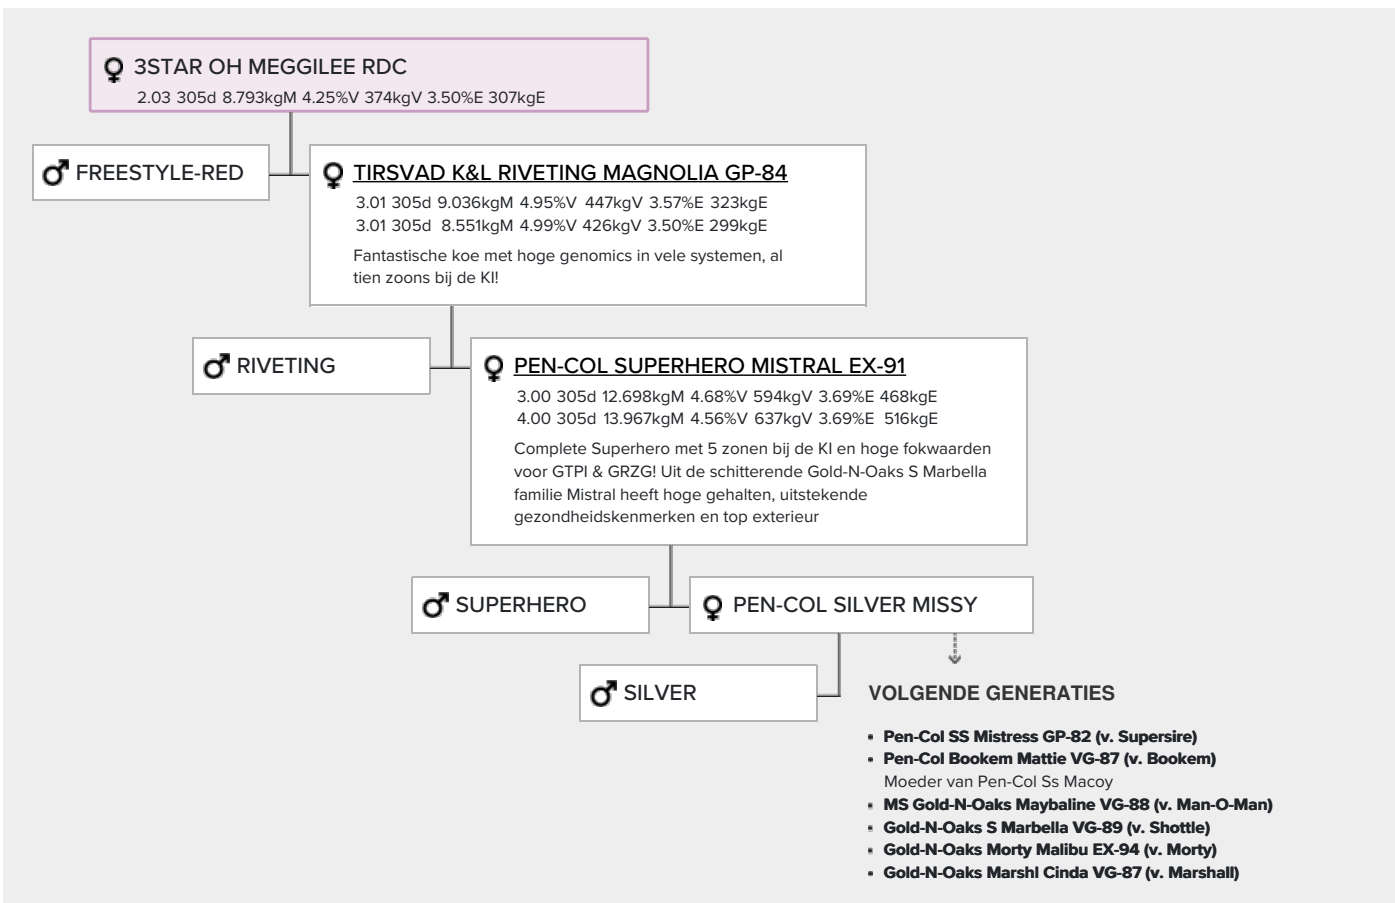 3STAR OH MEGGILEE RDC
2.03 305d 8.793kgM 4.25%V 374kgV 3.50%E 307kgE
FREESTYLE-RED
TIRSVAD K&L RIVETING MAGNOLIA GP-84
3.01 305d 9.036kgM 4.95%V 447kgV 3.57%E 323kgE
3.01 305d 8.551kgM 4.99%V 426kgV 3.50%E 299kgE
Fantastische koe met hoge genomics in vele systemen, al
tien zoons bij de KI!
RIVETING
PEN-COL SUPERHERO MISTRAL EX-91
3.00 305d 12.698kgM 4.68%V 594kgV 3.69%E 468kgE
4.00 305d 13.967kgM 4.56%V 637kgV 3.69%E 516kgE
Complete Superhero met 5 zonen bij de KI en hoge fokwaarden
voor GTPI & GRZG! Uit de schitterende Gold-N-Oaks S Marbella
familie Mistral heeft hoge gehalten, uitstekende
gezondheidskenmerken en top exterieur
SUPERHERO
PEN-COL SILVER MISSY
SILVER
VOLGENDE GENERATIES
▪ Pen-Col SS Mistress GP-82 (v. Supersire)
▪ Pen-Col Bookem Mattie VG-87 (v. Bookem)
Moeder van Pen-Col Ss Macoy
▪ MS Gold-N-Oaks Maybaline VG-88 (v. Man-O-Man)
▪ Gold-N-Oaks S Marbella VG-89 (v. Shottle)
▪ Gold-N-Oaks Morty Malibu EX-94 (v. Morty)
▪ Gold-N-Oaks Marshl Cinda VG-87 (v. Marshall)